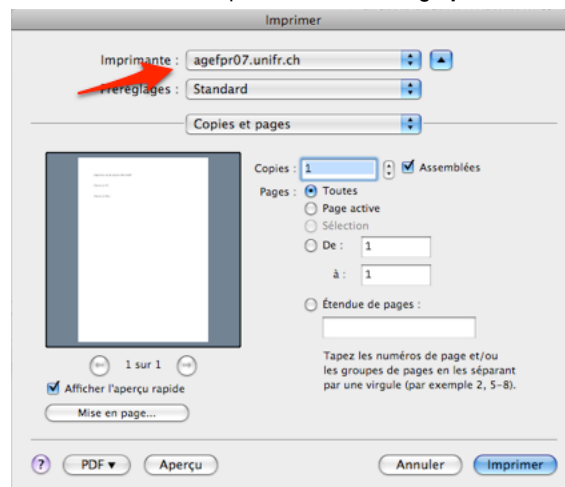 Imprimer
Imprimante : agefpr07.unifr.ch
Préréglages : Standard
Copies et pages
Copies : 1 Assemblées
Pages : Toutes
Page active
Sélection
De : 1
à : 1
Étendue de pages :
Tapez les numéros de page et/ou
les groupes de pages en les séparant
par une virgule (par exemple 2, 5-8).
1 sur 1
Afficher l'aperçu rapide
Mise en page...
? PDF Aperçu Annuler Imprimer